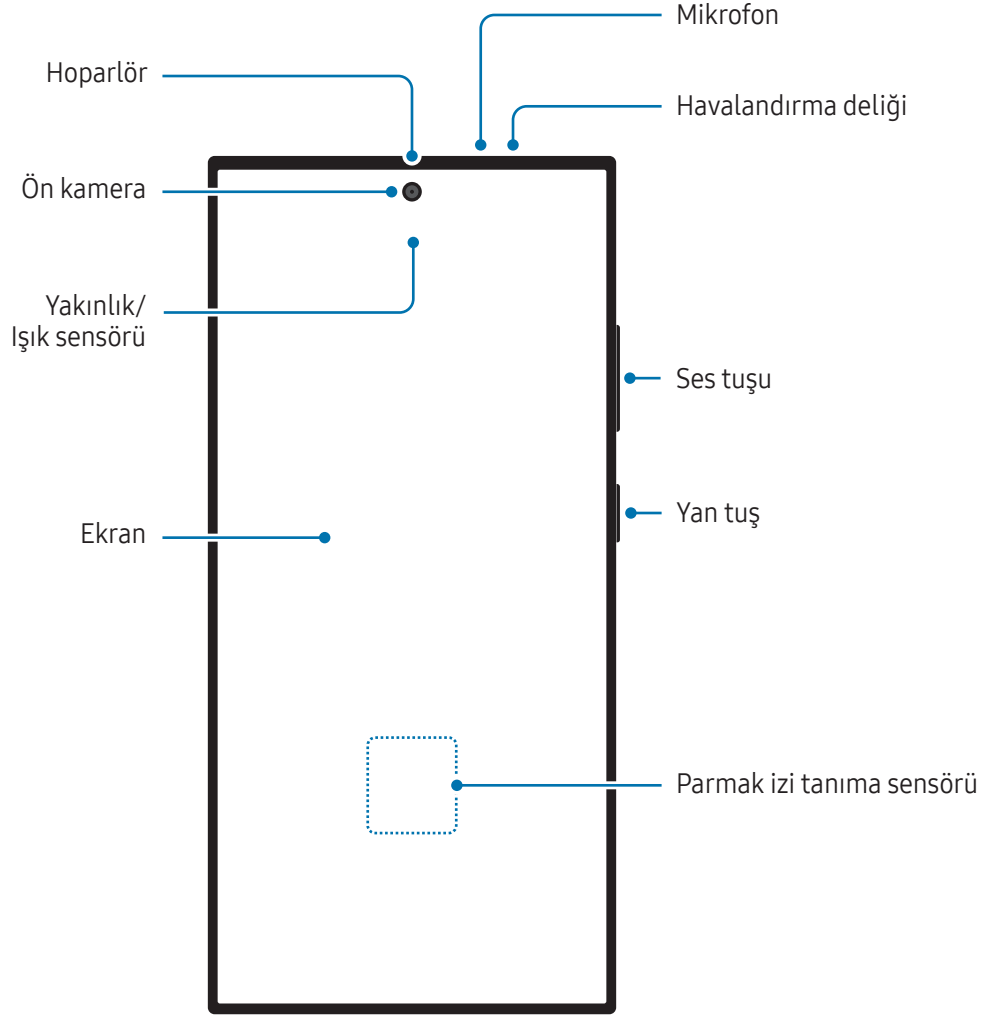 Mikrofon
Hoparlör
Havalandırma deliği
Ön kamera
Yakınlık/
Işık sensörü
Ses tuşu
Yan tuş
Ekran
Parmak izi tanıma sensörü